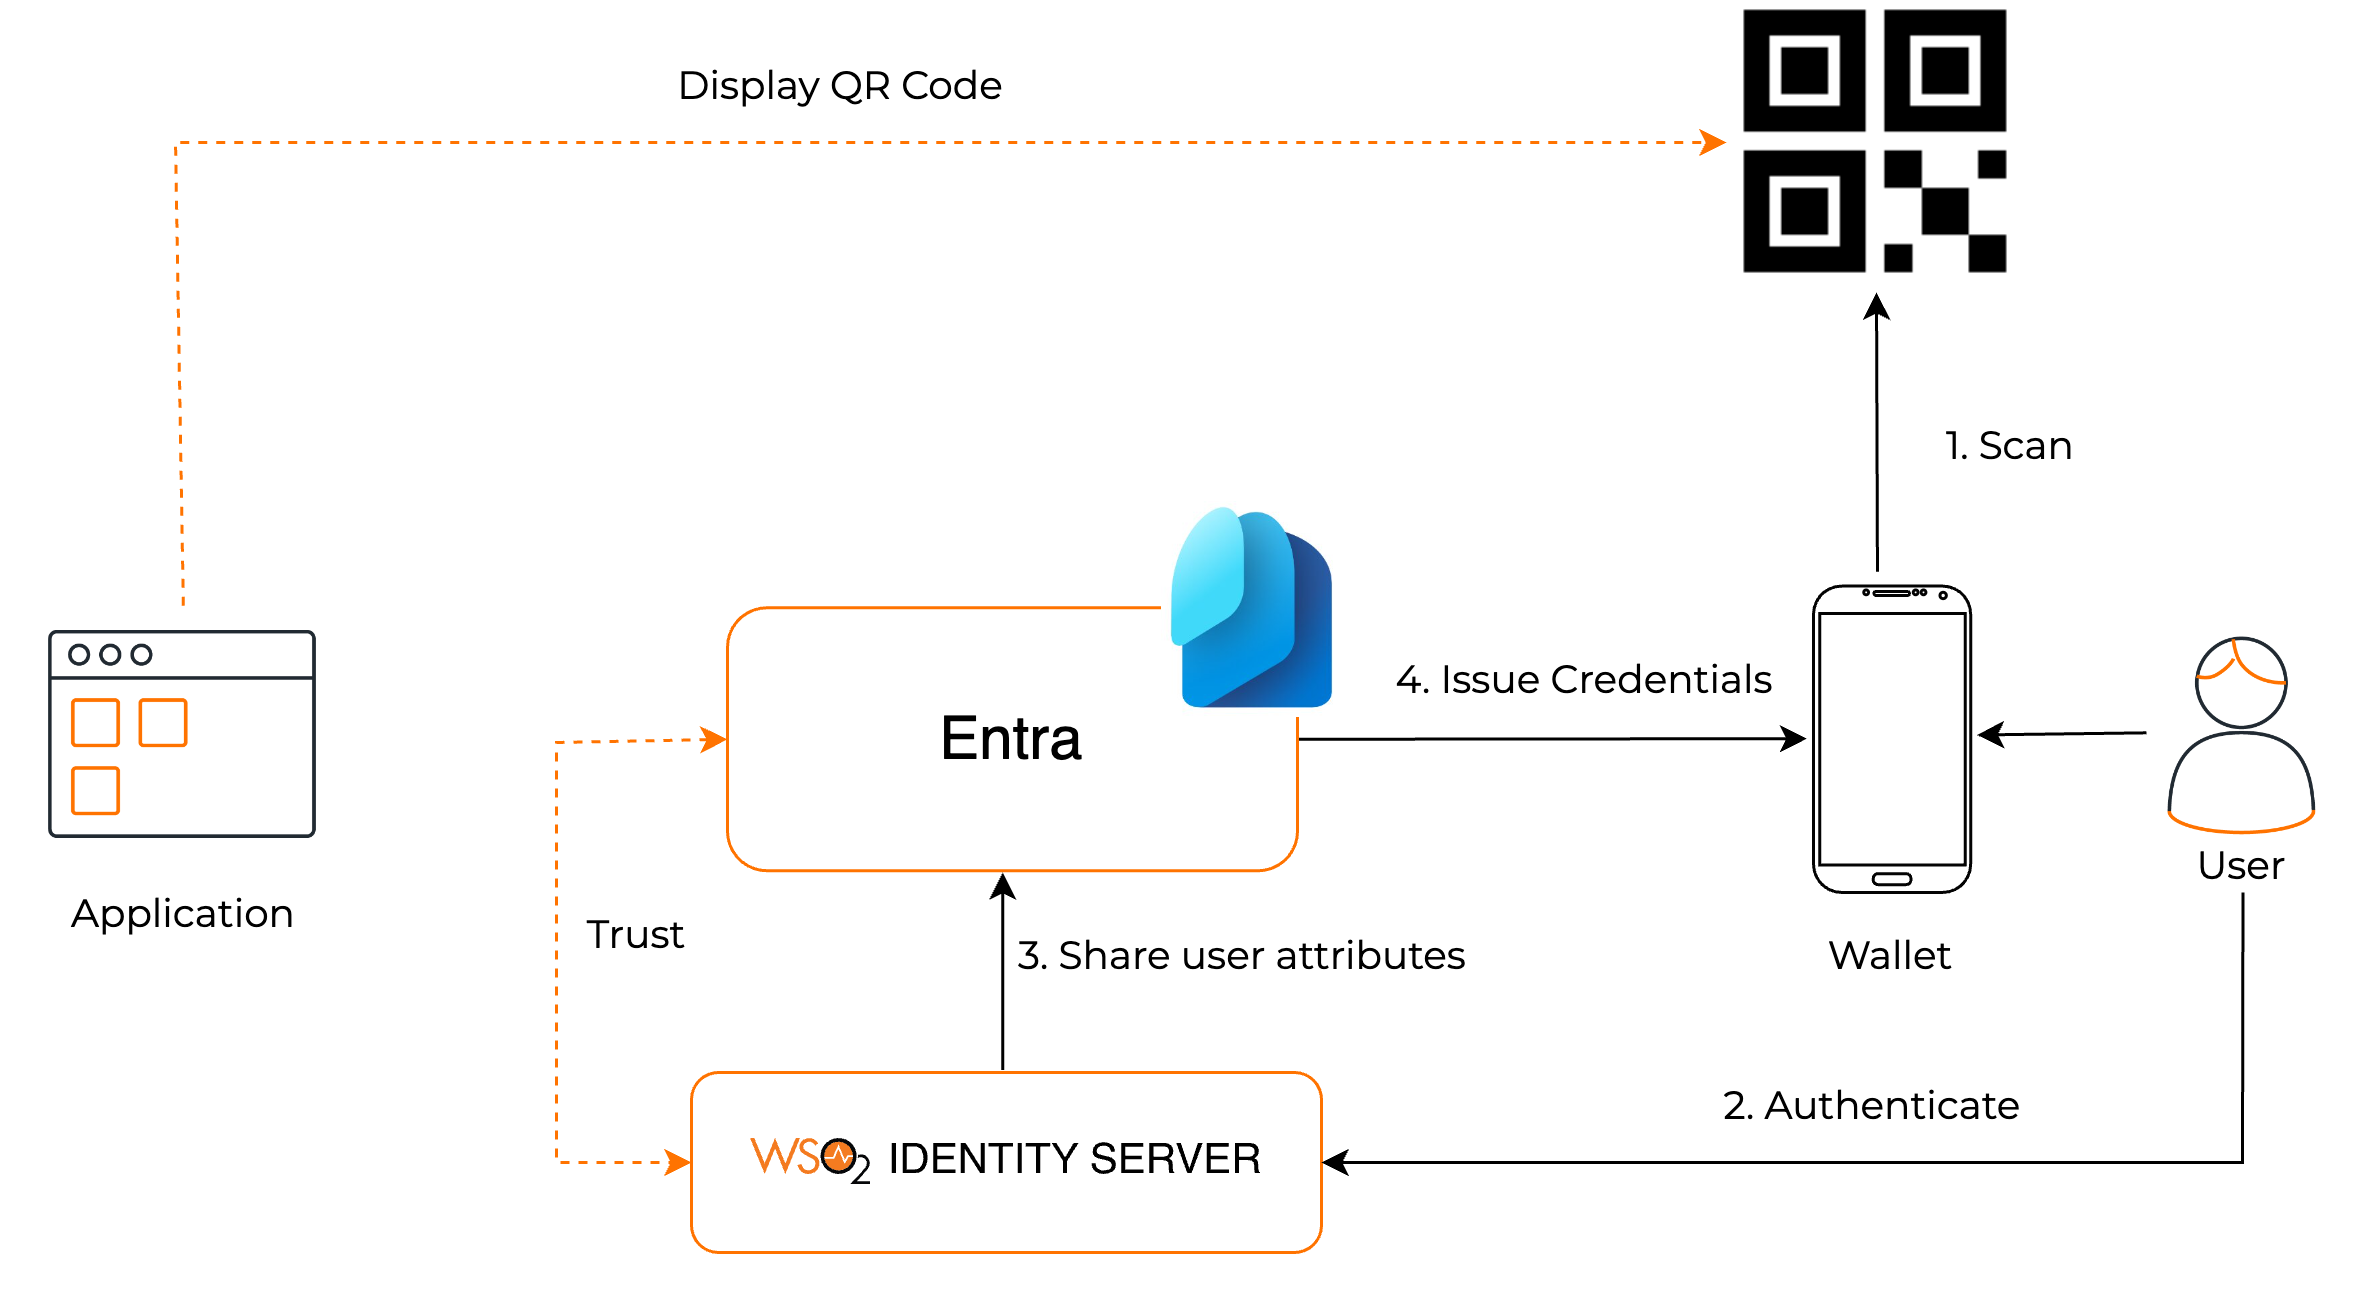 Display QR Code
1. Scan
4. Issue Credentials
Entra
User
Application
Trust
3. Share user attributes
Wallet
2. Authenticate
WSO2 IDENTITY SERVER